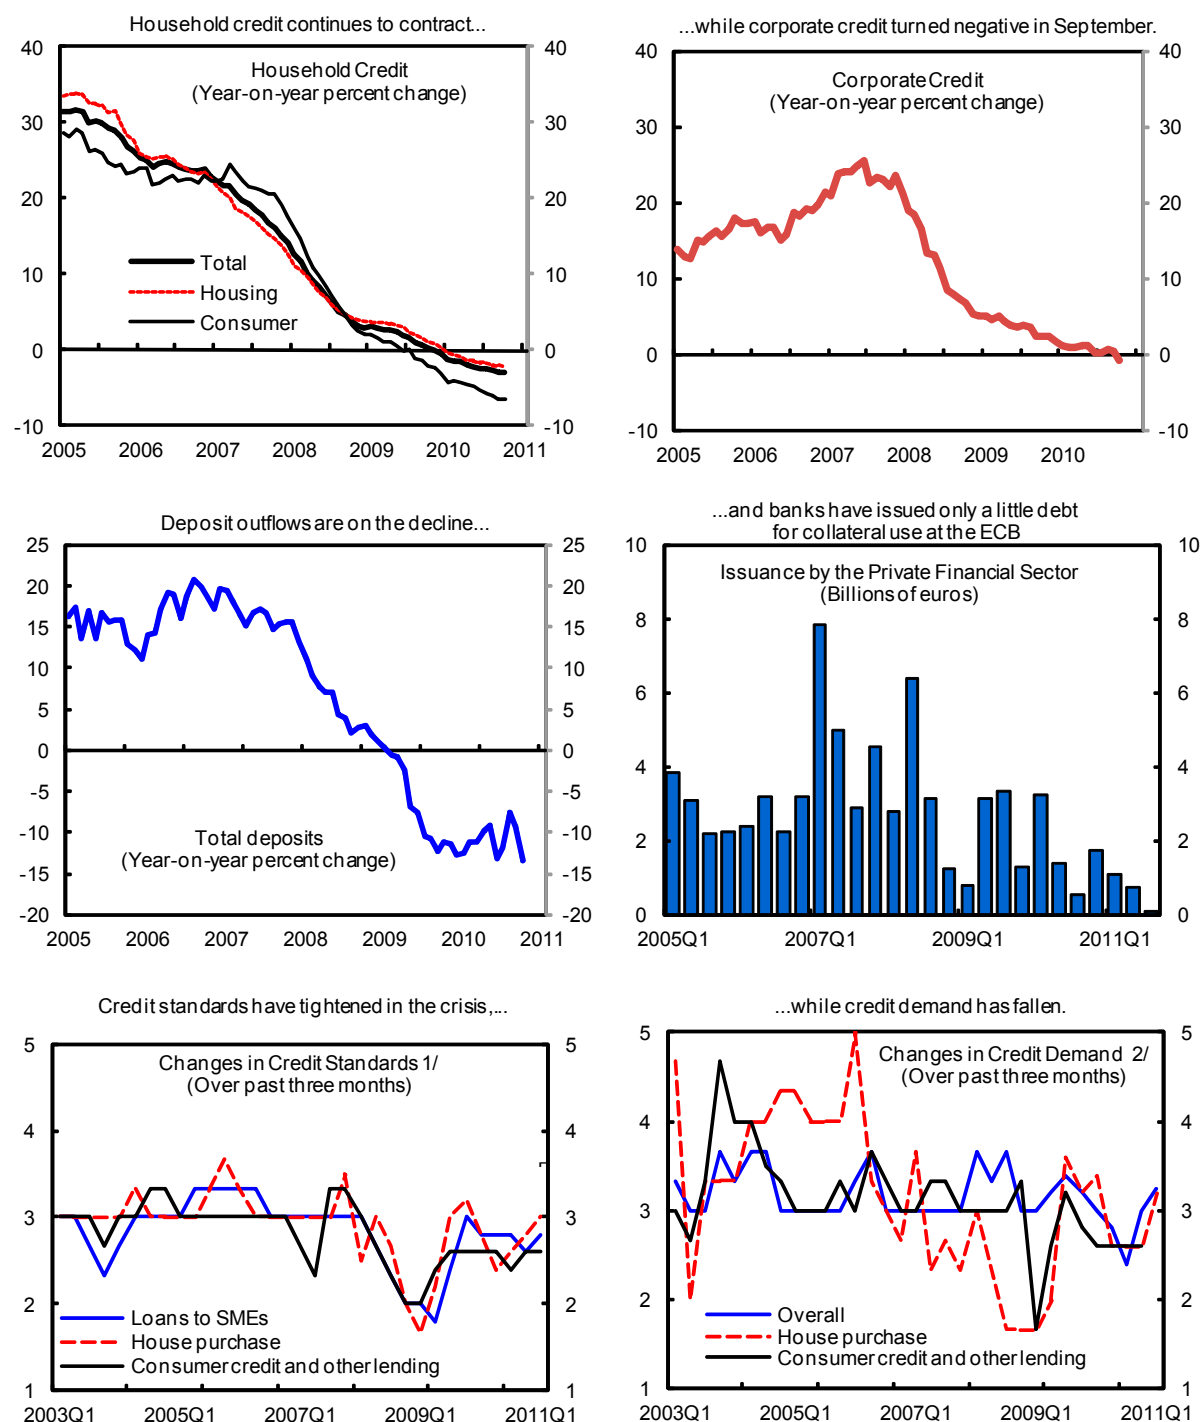 Household credit continues to contract...
40
30
20
10
0
-10
40
30
20
10
0
-10
Household Credit
(Year-on-year percent change)
Total
Housing
Consumer
2005 2006 2007 2008 2009 2010 2011
...while corporate credit turned negative in September.
40
30
20
10
0
-10
40
30
20
10
0
-10
Corporate Credit
(Year-on-year percent change)
2005 2006 2007 2008 2009 2010
Deposit outflows are on the decline...
25
20
15
10
5
0
-5
-10
-15
-20
25
20
15
10
5
0
-5
-10
-15
-20
Total deposits
(Year-on-year percent change)
2005 2006 2007 2008 2009 2010 2011
...and banks have issued only a little debt
for collateral use at the ECB
10
8
6
4
2
0
10
8
6
4
2
0
Issuance by the Private Financial Sector
(Billions of euros)
2005Q1 2007Q1 2009Q1 2011Q1
Credit standards have tightened in the crisis,...
5
4
3
2
1
5
4
3
2
1
Changes in Credit Standards 1/
(Over past three months)
Loans to SMEs
House purchase
Consumer credit and other lending
2003Q1 2005Q1 2007Q1 2009Q1 2011Q1
...while credit demand has fallen.
5
4
3
2
1
5
4
3
2
1
Changes in Credit Demand 2/
(Over past three months)
Overall
House purchase
Consumer credit and other lending
2003Q1 2005Q1 2007Q1 2009Q1 2011Q1